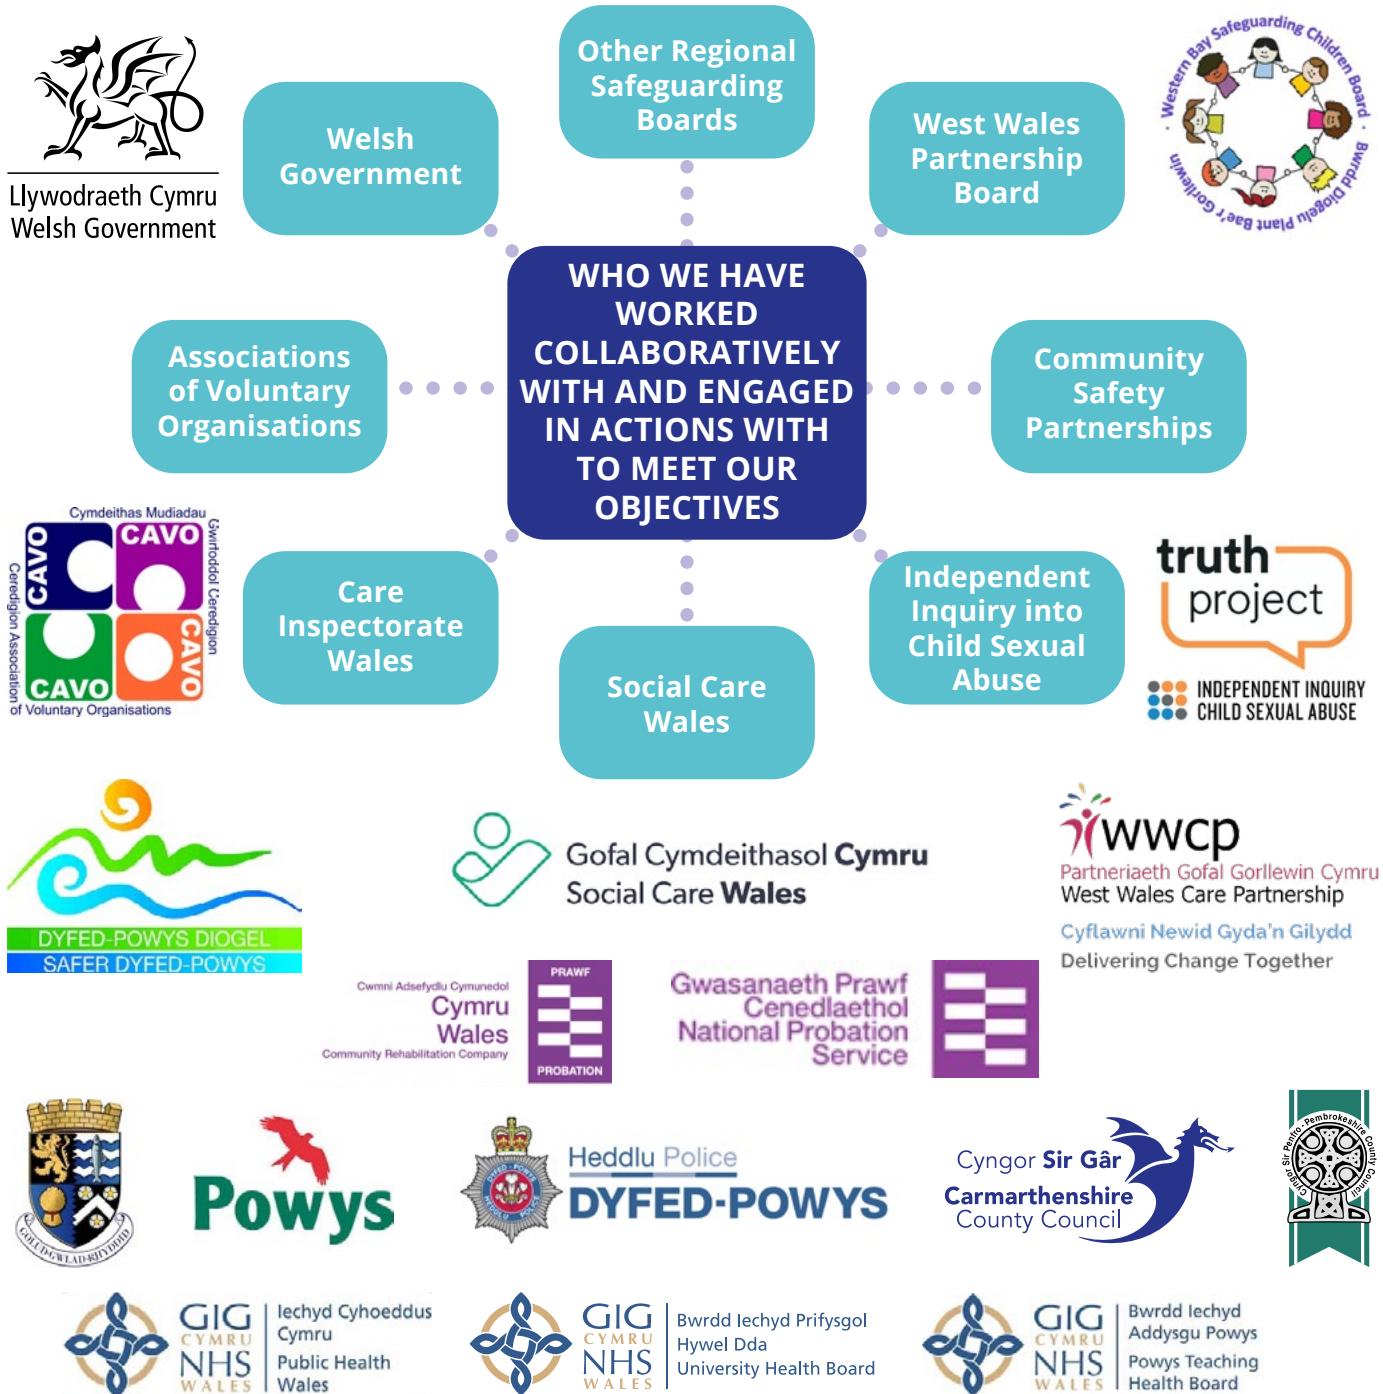 Llywodraeth Cymru
Welsh Government
Welsh
Government
Other Regional
Safeguarding
Boards
West Wales
Partnership
Board
Western Bay Safeguarding Children Board ·
Bwrdd Diogelu Plant Bae'r Gorllewin ·
WHO WE HAVE
WORKED
COLLABORATIVELY
WITH AND ENGAGED
IN ACTIONS WITH
TO MEET OUR
OBJECTIVES
Associations
of Voluntary
Organisations
Community
Safety
Partnerships
Cymdeithas Mudiadau
Gwirfoddol Ceredigion
CAVO
CAVO
CAVO
CAVO
Ceredigion Association
of Voluntary Organisations
Care
Inspectorate
Wales
Social Care
Wales
Independent
Inquiry into
Child Sexual
Abuse
truth
project
INDEPENDENT INQUIRY
CHILD SEXUAL ABUSE
DYFED-POWYS DIOGEL
SAFER DYFED-POWYS
Gofal Cymdeithasol Cymru
Social Care Wales
wwcp
Partneriaeth Gofal Gorllewin Cymru
West Wales Care Partnership
Cyflawni Newid Gyda'n Gilydd
Delivering Change Together
Cwmni Adsefydlu Cymunedol
Cymru
Wales
Community Rehabilitation Company
PRAWF
PROBATION
Gwasanaeth Prawf
Cenedlaethol
National Probation
Service
GOLUD·GWLAD·RHYDDID
Powys
DYFED-POWYS
HEDDLU POLICE
Heddlu Police
DYFED-POWYS
Cyngor Sir Gâr
Carmarthenshire
County Council
Cyngor Sir Penfro-Pembrokeshire County Council
GIG
CYMRU
NHS
WALES
Iechyd Cyhoeddus
Cymru
Public Health
Wales
GIG
CYMRU
NHS
WALES
Bwrdd Iechyd Prifysgol
Hywel Dda
University Health Board
GIG
CYMRU
NHS
WALES
Bwrdd Iechyd
Addysgu Powys
Powys Teaching
Health Board